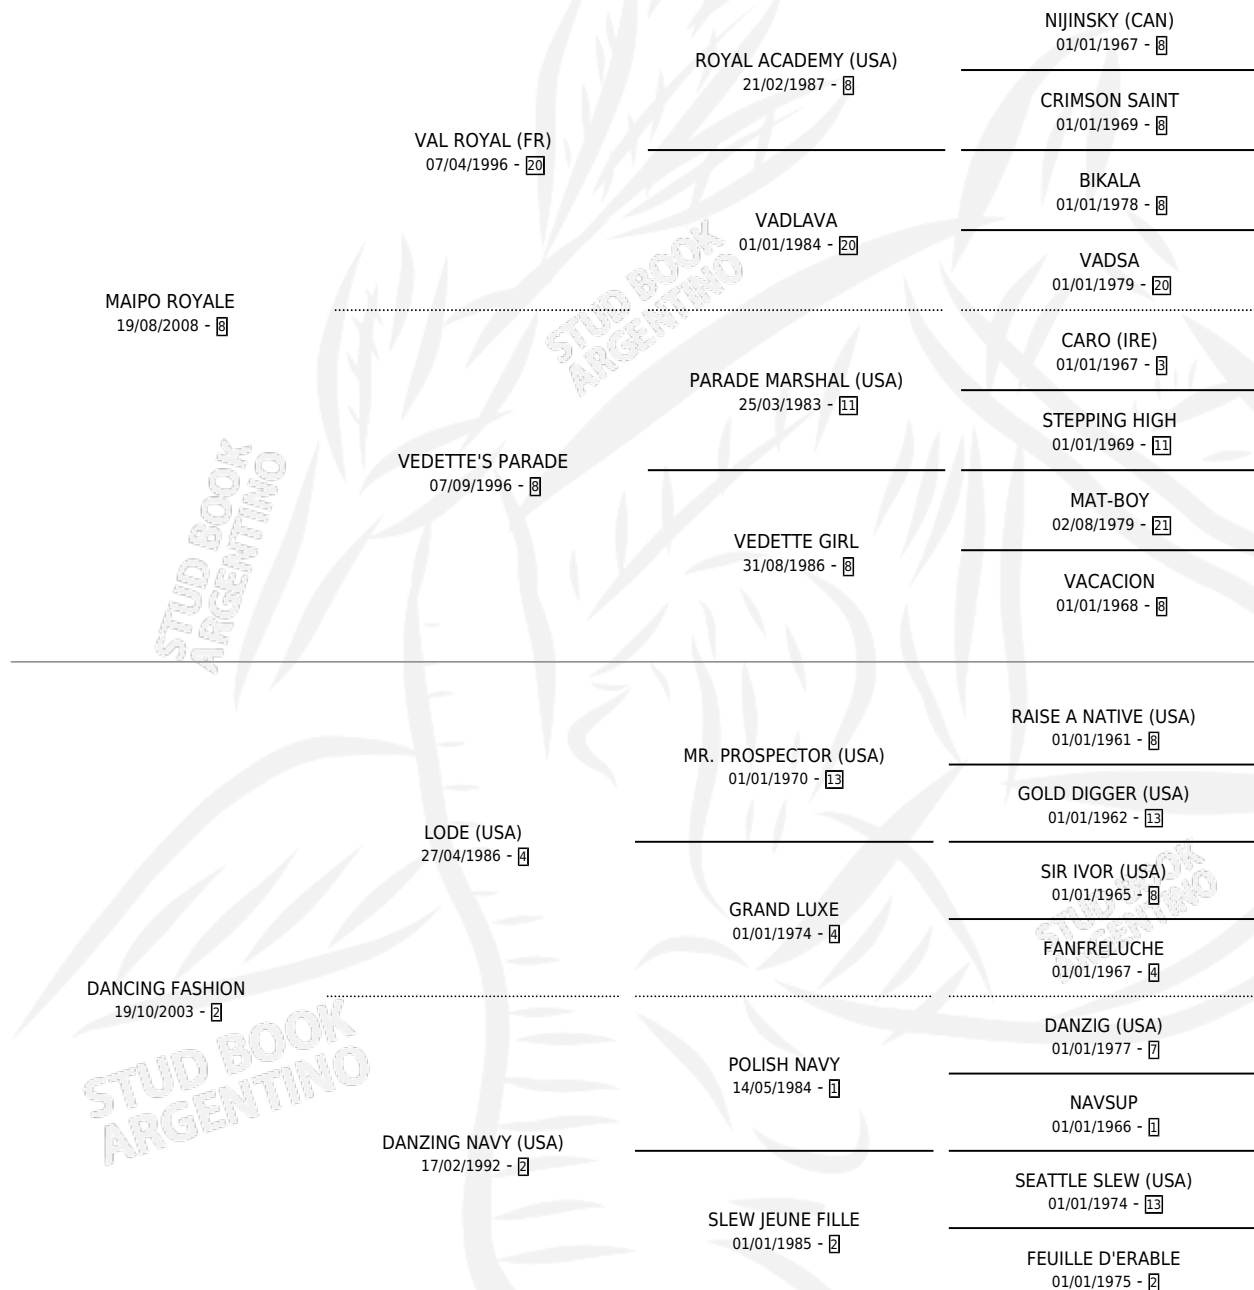 NIJINSKY (CAN)
01/01/1967 - 8
ROYAL ACADEMY (USA)
21/02/1987 - 8
CRIMSON SAINT
01/01/1969 - 8
VAL ROYAL (FR)
07/04/1996 - 20
BIKALA
01/01/1978 - 8
VADLAVA
01/01/1984 - 20
VADSA
01/01/1979 - 20
MAIPO ROYALE
19/08/2008 - 8
CARO (IRE)
01/01/1967 - 3
PARADE MARSHAL (USA)
25/03/1983 - 11
STEPPING HIGH
01/01/1969 - 11
VEDETTE'S PARADE
07/09/1996 - 8
MAT-BOY
02/08/1979 - 21
VEDETTE GIRL
31/08/1986 - 8
VACACION
01/01/1968 - 8
RAISE A NATIVE (USA)
01/01/1961 - 8
MR. PROSPECTOR (USA)
01/01/1970 - 13
GOLD DIGGER (USA)
01/01/1962 - 13
LODE (USA)
27/04/1986 - 4
SIR IVOR (USA)
01/01/1965 - 8
GRAND LUXE
01/01/1974 - 4
FANFRELUCHE
01/01/1967 - 4
DANCING FASHION
19/10/2003 - 2
DANZIG (USA)
01/01/1977 - 7
POLISH NAVY
14/05/1984 - 1
NAVSUP
01/01/1966 - 1
DANZING NAVY (USA)
17/02/1992 - 2
SEATTLE SLEW (USA)
01/01/1974 - 13
SLEW JEUNE FILLE
01/01/1985 - 2
FEUILLE D'ERABLE
01/01/1975 - 2
STUD BOOK
ARGENTINO
STUD BOOK
ARGENTINO
STUD BOOK
ARGENTINO
STUD BOOK
ARGENTINO